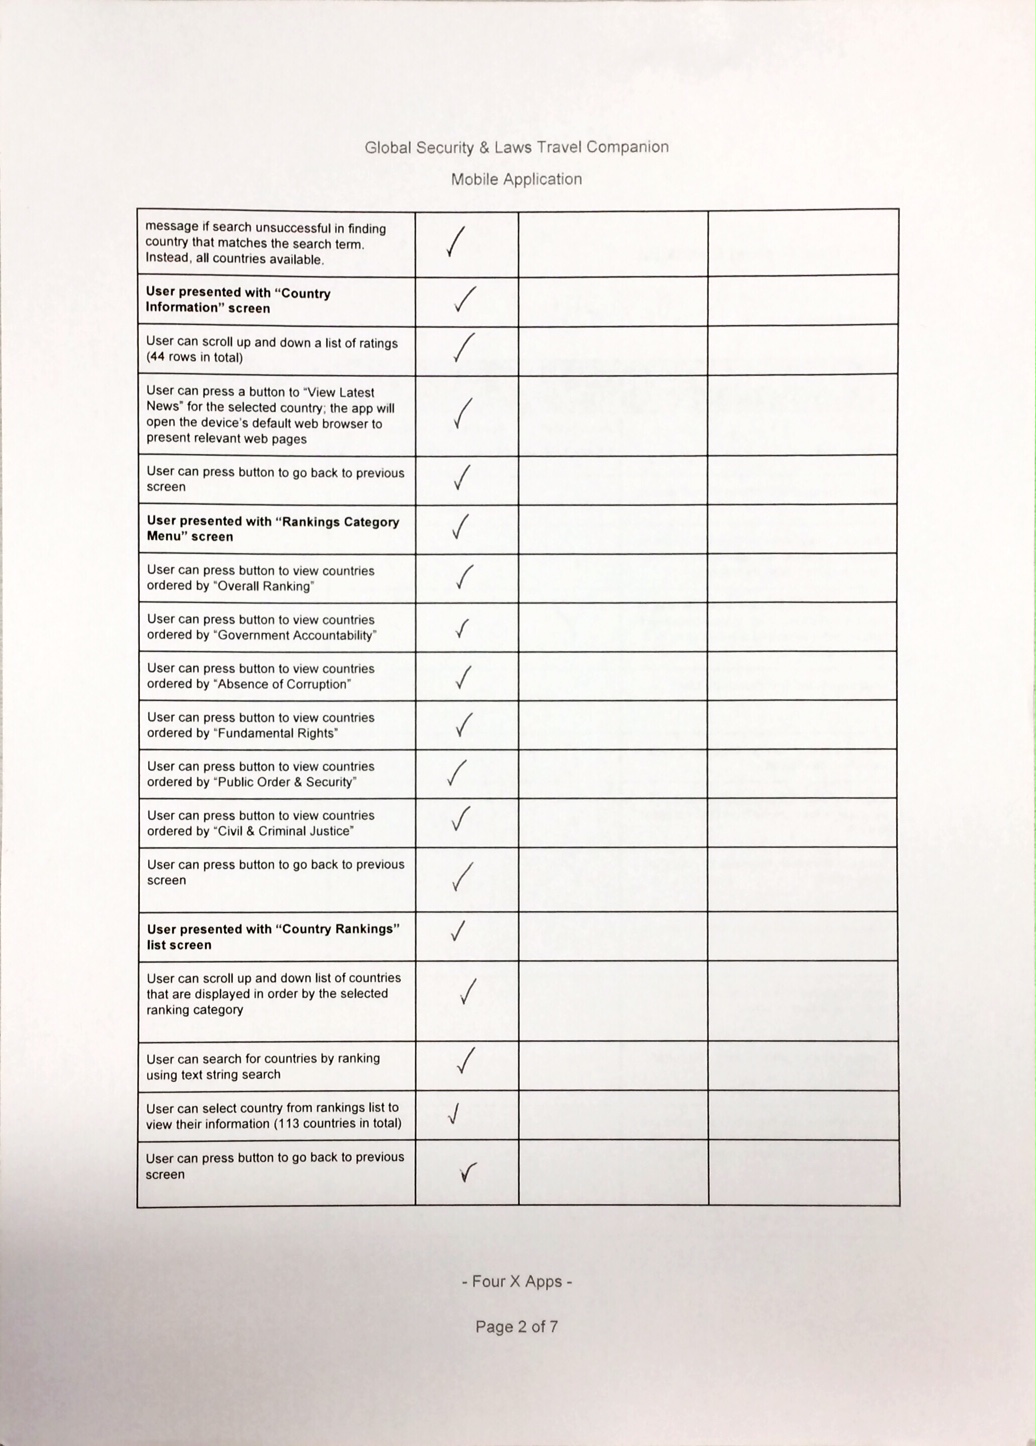 Global Security & Laws Travel Companion
Mobile Application
message if search unsuccessful in finding
country that matches the search term.
Instead, all countries available.
✓
User presented with “Country
Information” screen
✓
User can scroll up and down a list of ratings
(44 rows in total)
✓
User can press a button to “View Latest
News” for the selected country; the app will
open the device's default web browser to
present relevant web pages
✓
User can press button to go back to previous
screen
✓
User presented with “Rankings Category
Menu” screen
✓
User can press button to view countries
ordered by “Overall Ranking”
✓
User can press button to view countries
ordered by “Government Accountability”
✓
User can press button to view countries
ordered by “Absence of Corruption”
✓
User can press button to view countries
ordered by “Fundamental Rights”
✓
User can press button to view countries
ordered by “Public Order & Security”
✓
User can press button to view countries
ordered by “Civil & Criminal Justice”
✓
User can press button to go back to previous
screen
✓
User presented with “Country Rankings”
list screen
✓
User can scroll up and down list of countries
that are displayed in order by the selected
ranking category
✓
User can search for countries by ranking
using text string search
✓
User can select country from rankings list to
view their information (113 countries in total)
✓
User can press button to go back to previous
screen
✓
- Four X Apps -
Page 2 of 7